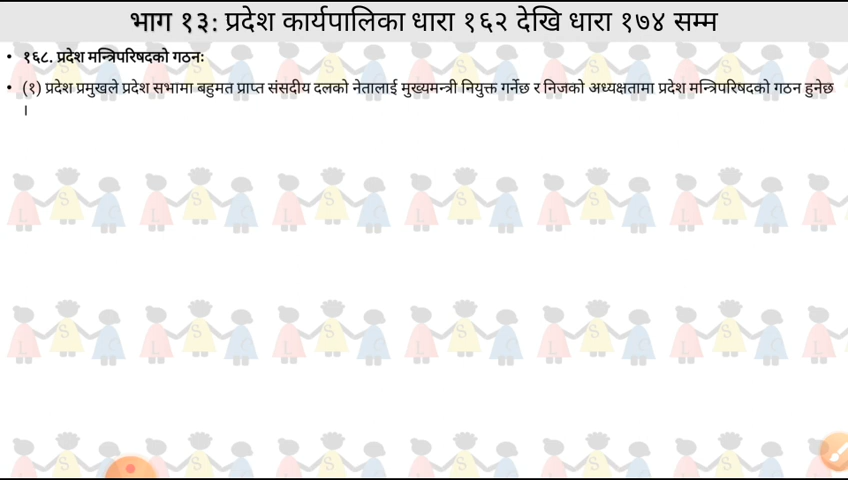 भाग १३: प्रदेश कार्यपालिका धारा १६२ देखि धारा १७४ सम्म
• १६८. प्रदेश मन्त्रिपरिषदको गठनः
• (१) प्रदेश प्रमुखले प्रदेश सभामा बहुमत प्राप्त संसदीय दलको नेतालाई मुख्यमन्त्री नियुक्त गर्नेछ र निजको अध्यक्षतामा प्रदेश मन्त्रिपरिषदको गठन हुनेछ
।